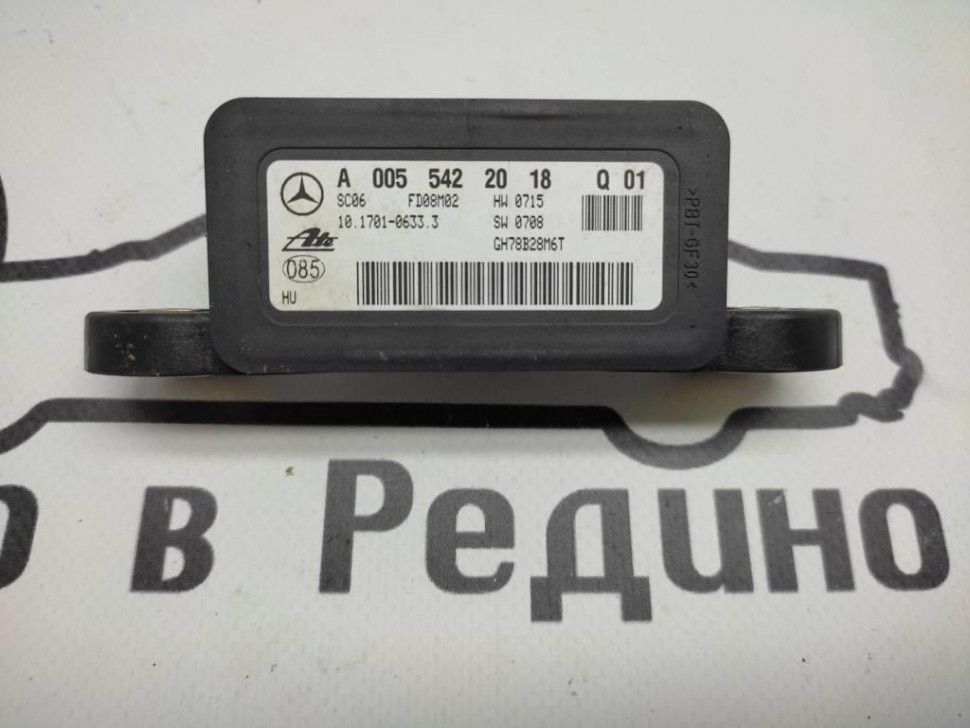 A 005 542 20 18 Q 01
SC06 FD08M02 HW 0715
10.1701-0633.3 SW 0708
Ate GH78B28M6T
085
HU
>PBT-GF30<
в Редино